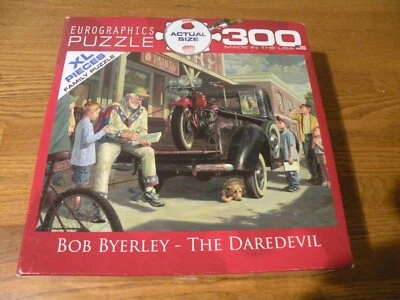 EUROGRAPHICS
PUZZLE
ACTUAL
SIZE
300
MADE IN THE USA
XL
PIECES
FAMILY PUZZLE
BOB BYERLEY - THE DAREDEVIL